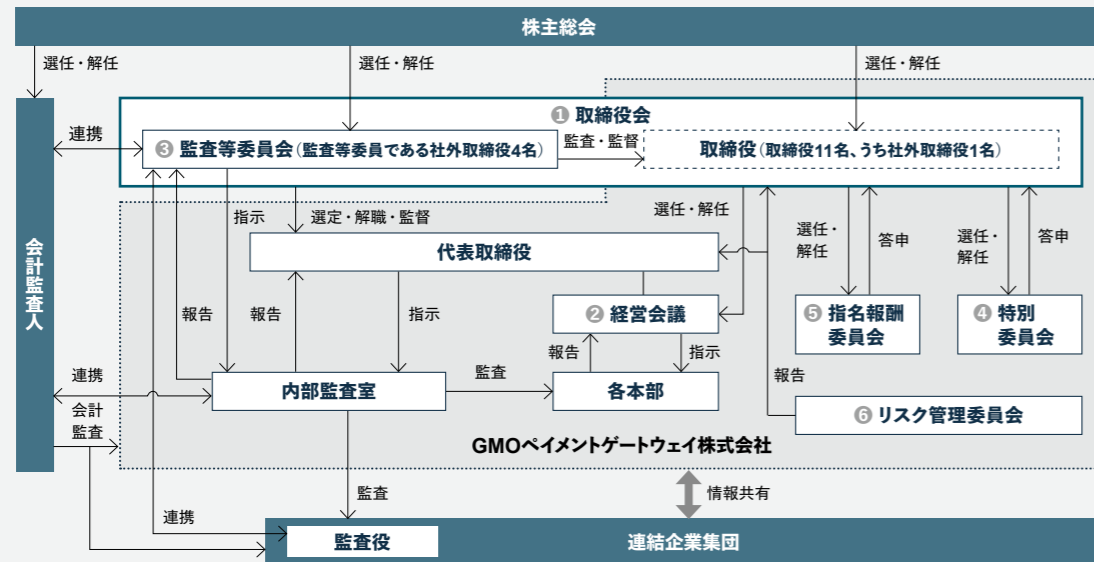 株主総会
選任・解任
選任・解任
選任・解任
① 取締役会
連携
③ 監査等委員会（監査等委員である社外取締役4名）
監査・監督
取締役（取締役11名、うち社外取締役1名）
指示
選定・解職・監督
選任・解任
選任・
解任
答申
選任・
解任
答申
代表取締役
会計監査人
報告
報告
指示
② 経営会議
⑤ 指名報酬
委員会
④ 特別
委員会
報告
指示
連携
内部監査室
監査
各本部
報告
会計
監査
⑥ リスク管理委員会
GMOペイメントゲートウェイ株式会社
監査
情報共有
連携
監査役
連結企業集団